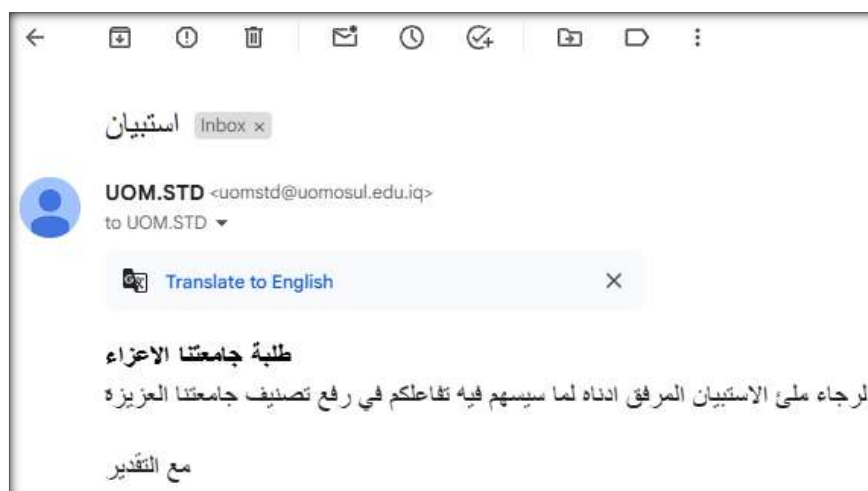 استبيان Inbox ×
UOM.STD <uomstd@uomosul.edu.iq>
to UOM.STD
Translate to English
طلبة جامعتنا الاعزاء
لرجاء ملئ الاستبيان المرفق ادناه لما سيسهم فيه تفاعلكم في رفع تصنيف جامعتنا العزيزة
مع التقدير